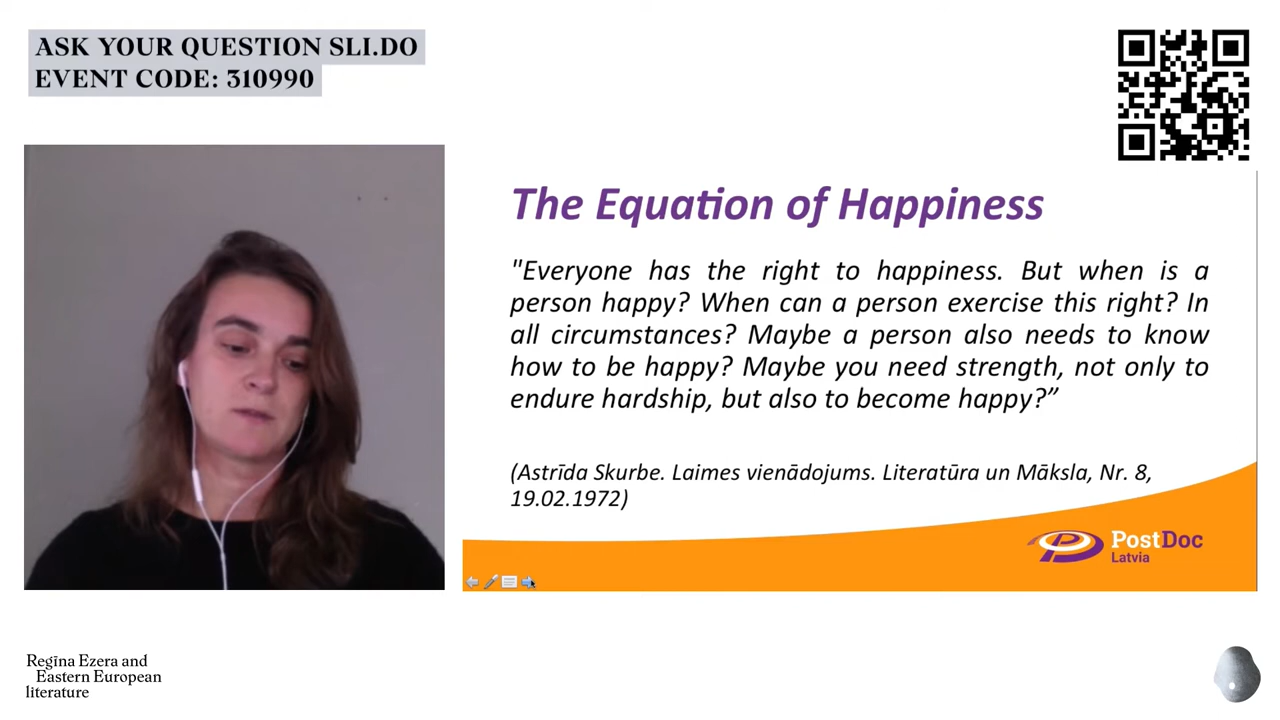 ASK YOUR QUESTION SLI.DO
EVENT CODE: 310990
The Equation of Happiness
"Everyone has the right to happiness. But when is a
person happy? When can a person exercise this right? In
all circumstances? Maybe a person also needs to know
how to be happy? Maybe you need strength, not only to
endure hardship, but also to become happy?”
(Astrīda Skurbe. Laimes vienādojums. Literatūra un Māksla, Nr. 8,
19.02.1972)
PostDoc
Latvia
Regīna Ezera and
Eastern European
literature